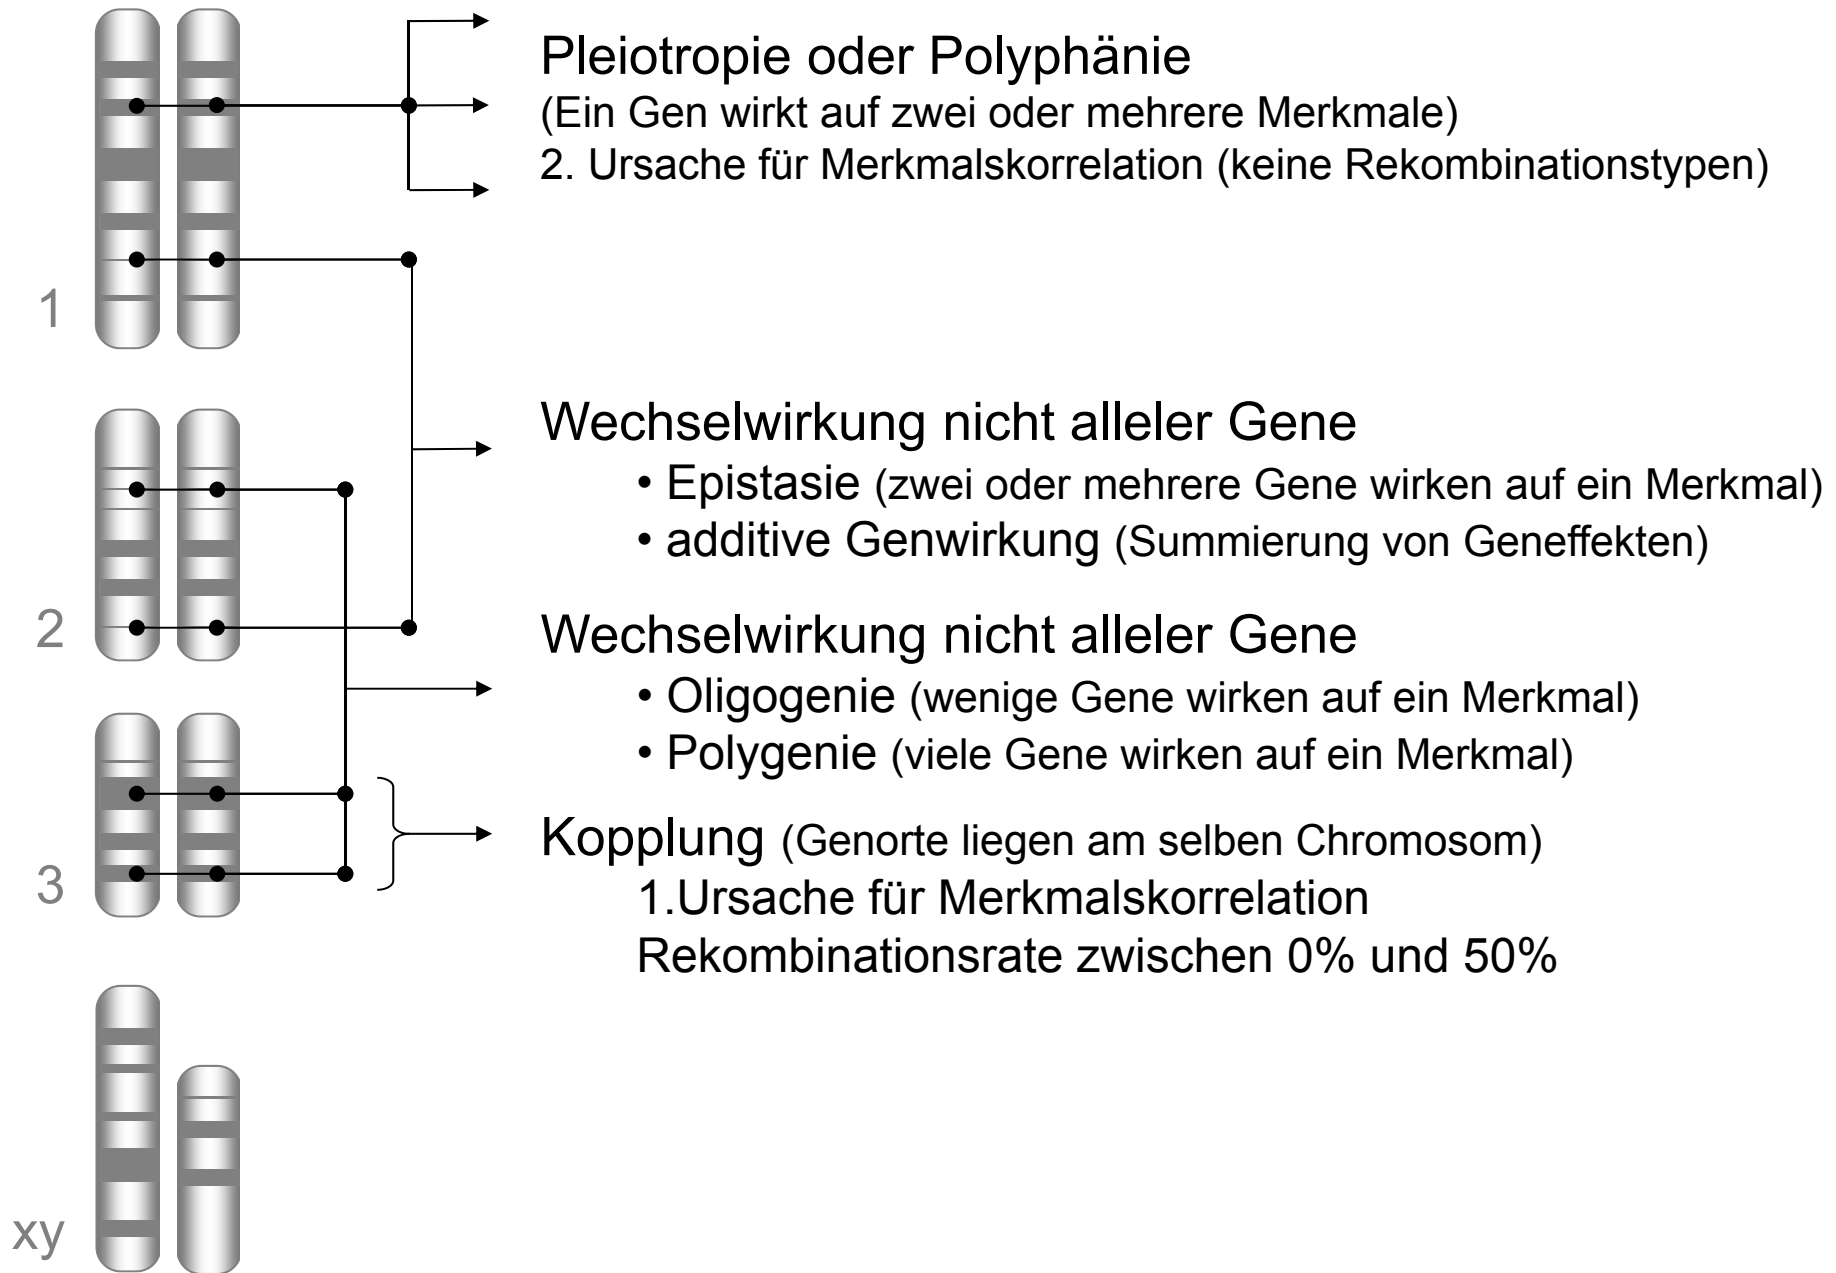 Pleiotropie oder Polyphänie
(Ein Gen wirkt auf zwei oder mehrere Merkmale)
2. Ursache für Merkmalskorrelation (keine Rekombinationstypen)
1
Wechselwirkung nicht alleler Gene
• Epistasie (zwei oder mehrere Gene wirken auf ein Merkmal)
• additive Genwirkung (Summierung von Geneffekten)
2
Wechselwirkung nicht alleler Gene
• Oligogenie (wenige Gene wirken auf ein Merkmal)
• Polygenie (viele Gene wirken auf ein Merkmal)
Kopplung (Genorte liegen am selben Chromosom)
3
1.Ursache für Merkmalskorrelation
Rekombinationsrate zwischen 0% und 50%
xy